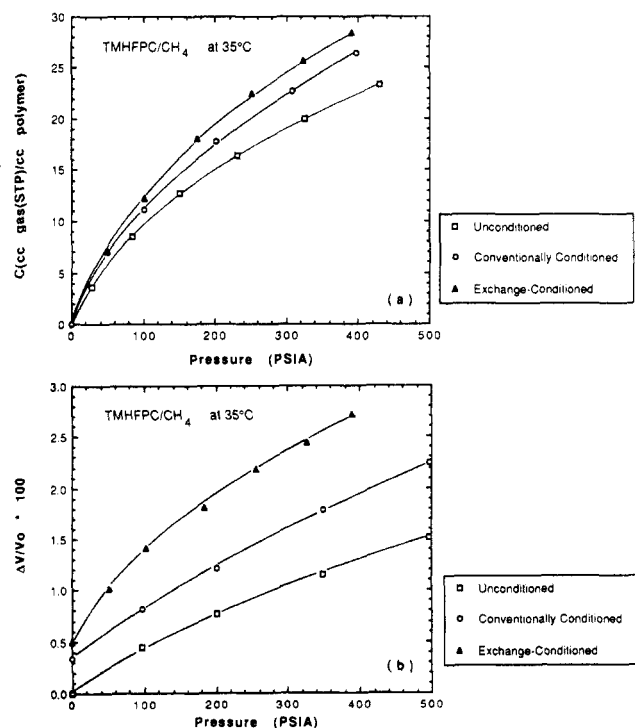 30
25
20
15
10
5
0
C(cc gas(STP)/cc polymer)
TMHFPC/CH4 at 35°C
(a)
0 100 200 300 400 500
Pressure (PSIA)
Unconditioned
Conventionally Conditioned
Exchange-Conditioned
3.0
2.5
2.0
1.5
1.0
0.5
0.0
ΔV/Vo * 100
TMHFPC/CH4 at 35°C
(b)
0 100 200 300 400 500
Pressure (PSIA)
Unconditioned
Conventionally Conditioned
Exchange-Conditioned